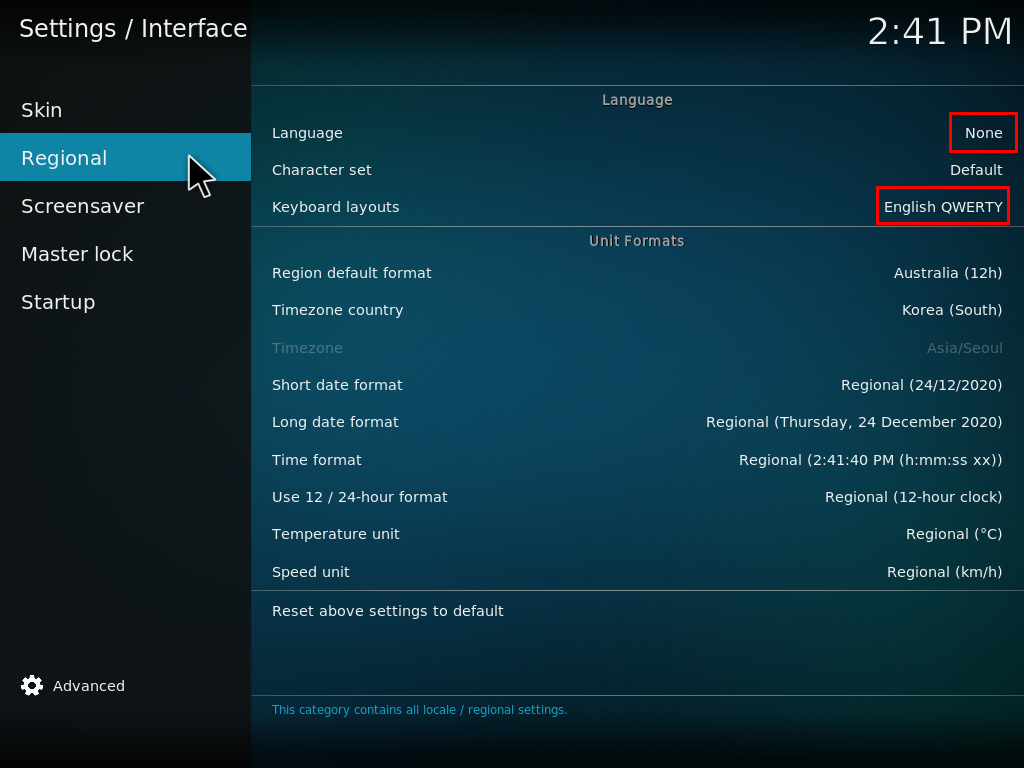 Settings / Interface
2:41 PM
Skin
Regional
Screensaver
Master lock
Startup
Advanced
Language
Language None
Character set Default
Keyboard layouts English QWERTY
Unit Formats
Region default format Australia (12h)
Timezone country Korea (South)
Timezone Asia/Seoul
Short date format Regional (24/12/2020)
Long date format Regional (Thursday, 24 December 2020)
Time format Regional (2:41:40 PM (h:mm:ss xx))
Use 12 / 24-hour format Regional (12-hour clock)
Temperature unit Regional (°C)
Speed unit Regional (km/h)
Reset above settings to default
This category contains all locale / regional settings.